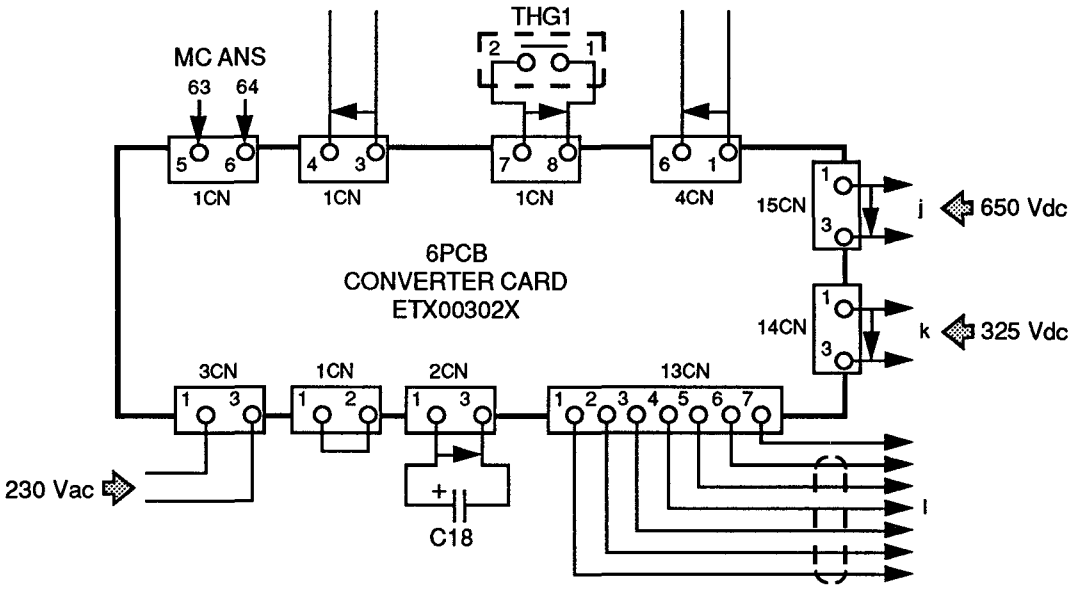 THG1
2 1
MC ANS
63 64
5 6
4 3
7 8
6 1
1CN
1CN
1CN
4CN
1
15CN
3
j
650 Vdc
6PCB
CONVERTER CARD
ETX00302X
1
14CN
3
k
325 Vdc
3CN
1CN
2CN
13CN
1 3
1 2
1 3
1 2 3 4 5 6 7
230 Vac
+
C18
l